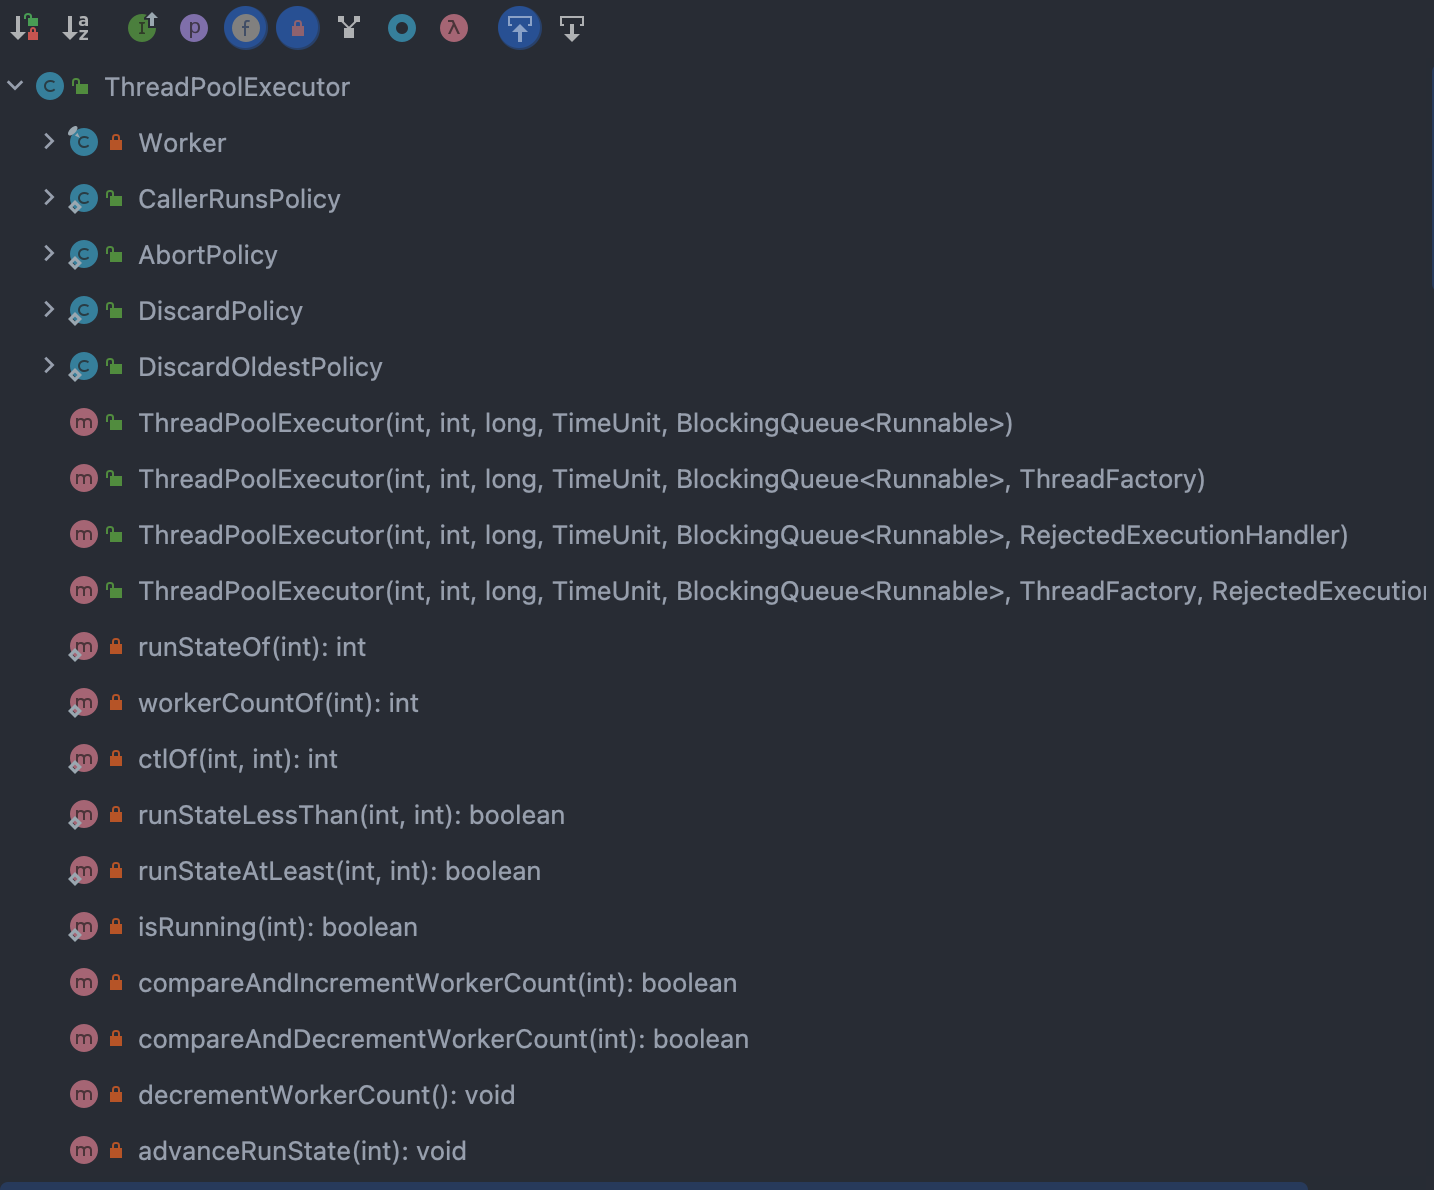 ThreadPoolExecutor
Worker
CallerRunsPolicy
AbortPolicy
DiscardPolicy
DiscardOldestPolicy
ThreadPoolExecutor(int, int, long, TimeUnit, BlockingQueue<Runnable>)
ThreadPoolExecutor(int, int, long, TimeUnit, BlockingQueue<Runnable>, ThreadFactory)
ThreadPoolExecutor(int, int, long, TimeUnit, BlockingQueue<Runnable>, RejectedExecutionHandler)
ThreadPoolExecutor(int, int, long, TimeUnit, BlockingQueue<Runnable>, ThreadFactory, RejectedExecution
runStateOf(int): int
workerCountOf(int): int
ctlOf(int, int): int
runStateLessThan(int, int): boolean
runStateAtLeast(int, int): boolean
isRunning(int): boolean
compareAndIncrementWorkerCount(int): boolean
compareAndDecrementWorkerCount(int): boolean
decrementWorkerCount(): void
advanceRunState(int): void